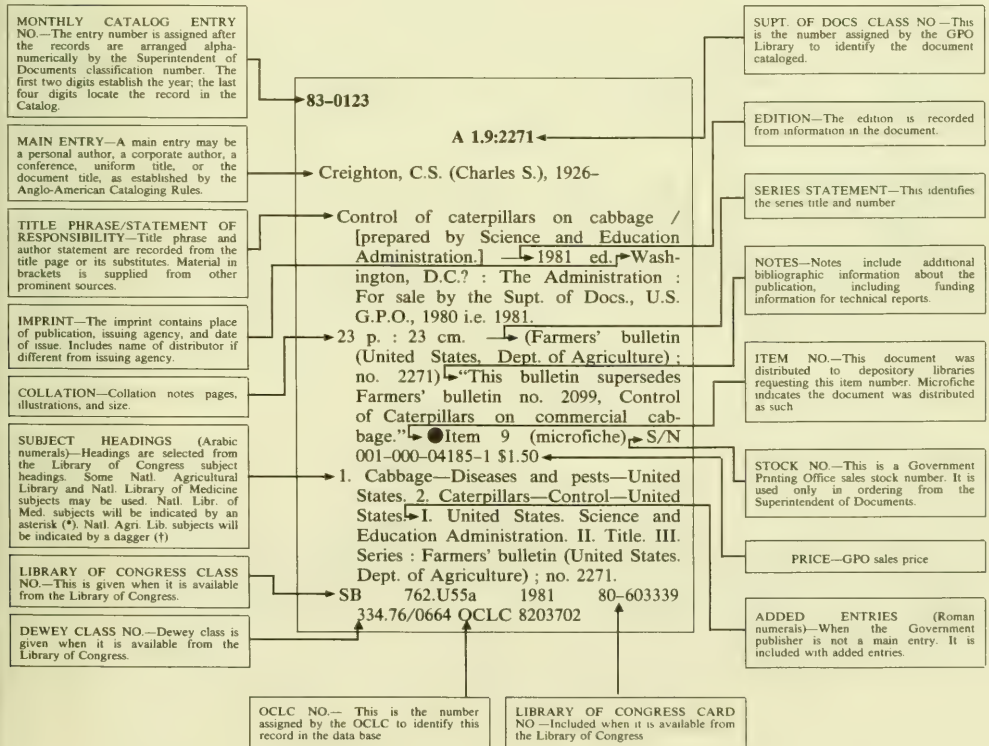 MONTHLY CATALOG ENTRY
NO.—The entry number is assigned after
the records are arranged alpha-
numerically by the Superintendent of
Documents classification number. The
first two digits establish the year; the last
four digits locate the record in the
Catalog.
MAIN ENTRY—A main entry may be
a personal author, a corporate author, a
conference, uniform title, or the
document title, as established by the
Anglo-American Cataloging Rules.
TITLE PHRASE/STATEMENT OF
RESPONSIBILITY—Title phrase and
author statement are recorded from the
title page or its substitutes. Material in
brackets is supplied from other
prominent sources.
IMPRINT—The imprint contains place
of publication, issuing agency, and date
of issue. Includes name of distributor if
different from issuing agency.
COLLATION—Collation notes pages,
illustrations, and size.
SUBJECT HEADINGS (Arabic
numerals)—Headings are selected from
the Library of Congress subject
headings. Some Natl. Agricultural
Library and Natl. Library of Medicine
subjects may be used. Natl. Libr. of
Med. subjects will be indicated by an
asterisk (*). Natl. Agri. Lib. subjects will
be indicated by a dagger (†)
LIBRARY OF CONGRESS CLASS
NO.—This is given when it is available
from the Library of Congress.
DEWEY CLASS NO.—Dewey class is
given when it is available from the
Library of Congress.
83-0123
A 1.9:2271
Creighton, C.S. (Charles S.), 1926–
Control of caterpillars on cabbage /
[prepared by Science and Education
Administration.] — 1981 ed. Wash-
ington, D.C.? : The Administration :
For sale by the Supt. of Docs., U.S.
G.P.O., 1980 i.e. 1981.
23 p. : 23 cm. — (Farmers' bulletin
(United States, Dept. of Agriculture) ;
no. 2271) "This bulletin supersedes
Farmers' bulletin no. 2099, Control
of Caterpillars on commercial cab-
bage." ●Item 9 (microfiche) S/N
001-000-04185-1 $1.50
1. Cabbage—Diseases and pests—United
States. 2. Caterpillars—Control—United
States. I. United States. Science and
Education Administration. II. Title. III.
Series : Farmers' bulletin (United States.
Dept. of Agriculture) ; no. 2271.
SB 762.U55a 1981 80-603339
334.76/0664 OCLC 8203702
SUPT. OF DOCS CLASS NO—This
is the number assigned by the GPO
Library to identify the document
cataloged.
EDITION—The edition is recorded
from information in the document.
SERIES STATEMENT—This identifies
the series title and number
NOTES—Notes include additional
bibliographic information about the
publication, including funding
information for technical reports.
ITEM NO.—This document was
distributed to depository libraries
requesting this item number. Microfiche
indicates the document was distributed
as such
STOCK NO.—This is a Government
Printing Office sales stock number. It is
used only in ordering from the
Superintendent of Documents.
PRICE—GPO sales price
ADDED ENTRIES (Roman
numerals)—When the Government
publisher is not a main entry. It is
included with added entries.
OCLC NO.— This is the number
assigned by the OCLC to identify this
record in the data base
LIBRARY OF CONGRESS CARD
NO —Included when it is available from
the Library of Congress